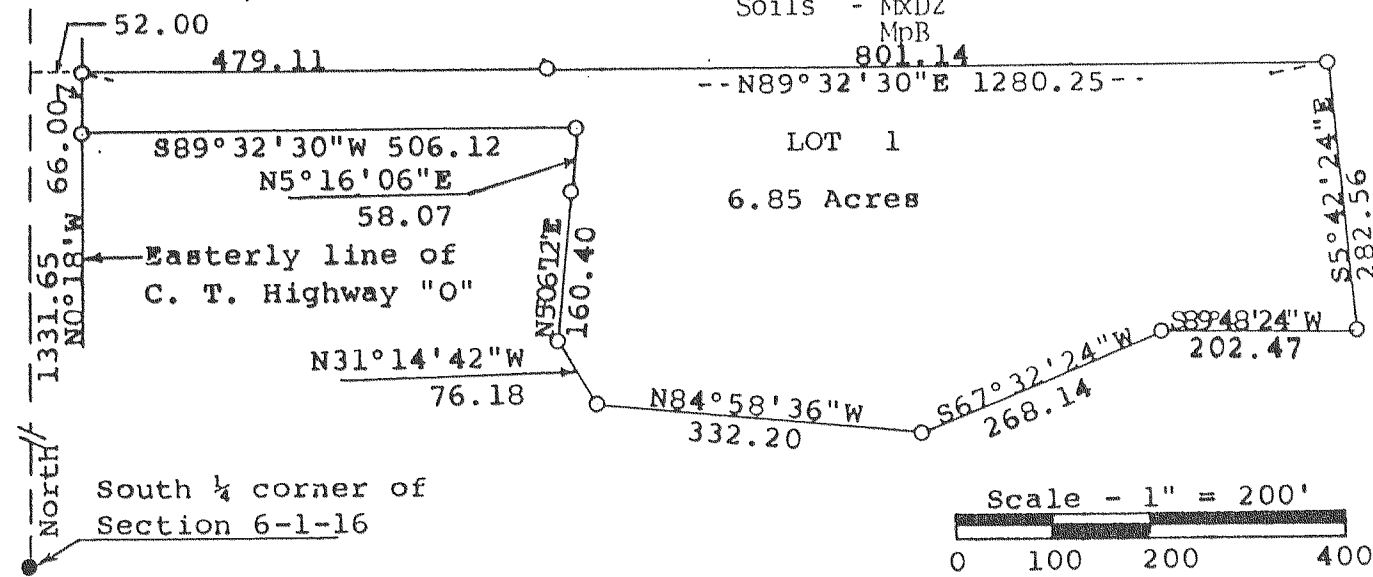 52.00
Soils - MxD2
MpB
479.11
801.14
--N89°32'30"E 1280.25--
66.00
S89°32'30"W 506.12
LOT 1
N5°16'06"E
58.07
6.85 Acres
S5°42'24"E
282.56
Easterly line of
C. T. Highway "O"
N0°18'W
1331.65
160.40
N31°14'42"W
76.18
N84°58'36"W
332.20
S67°32'24"W
268.14
S89°48'24"W
202.47
North
South ¼ corner of
Section 6-1-16
Scale - 1" = 200'
0 100 200 400